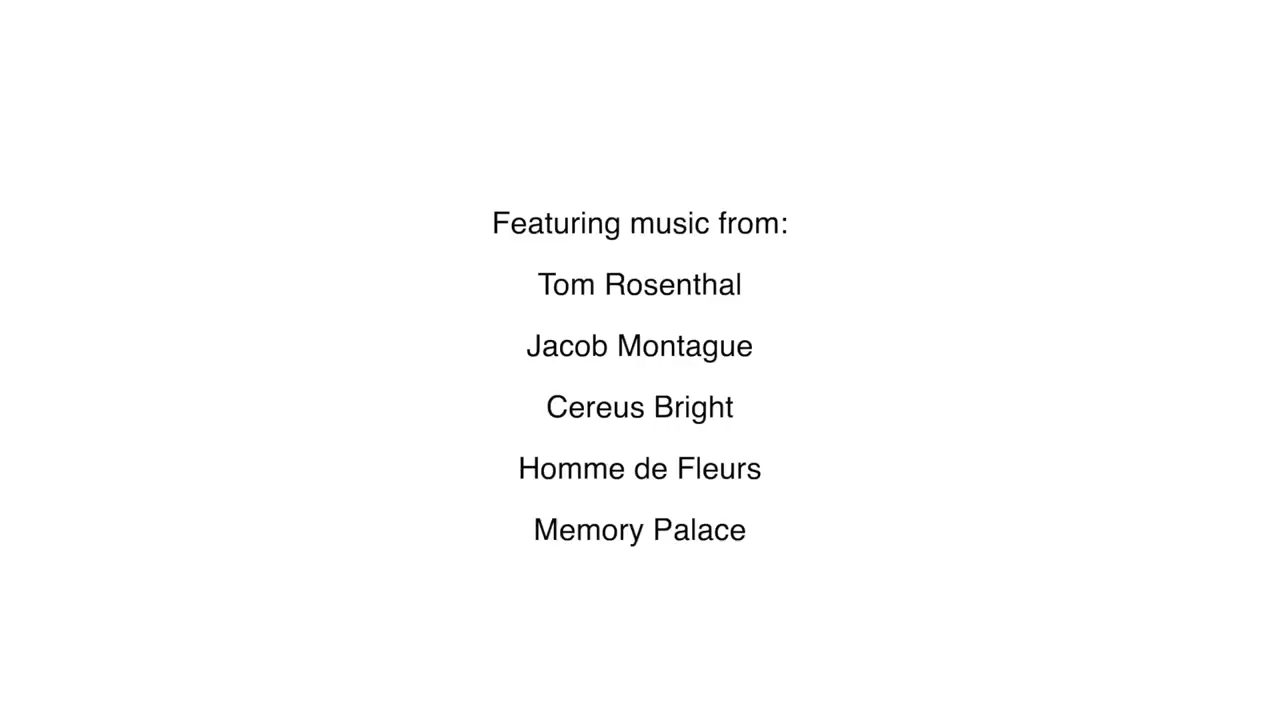 Featuring music from:
Tom Rosenthal
Jacob Montague
Cereus Bright
Homme de Fleurs
Memory Palace